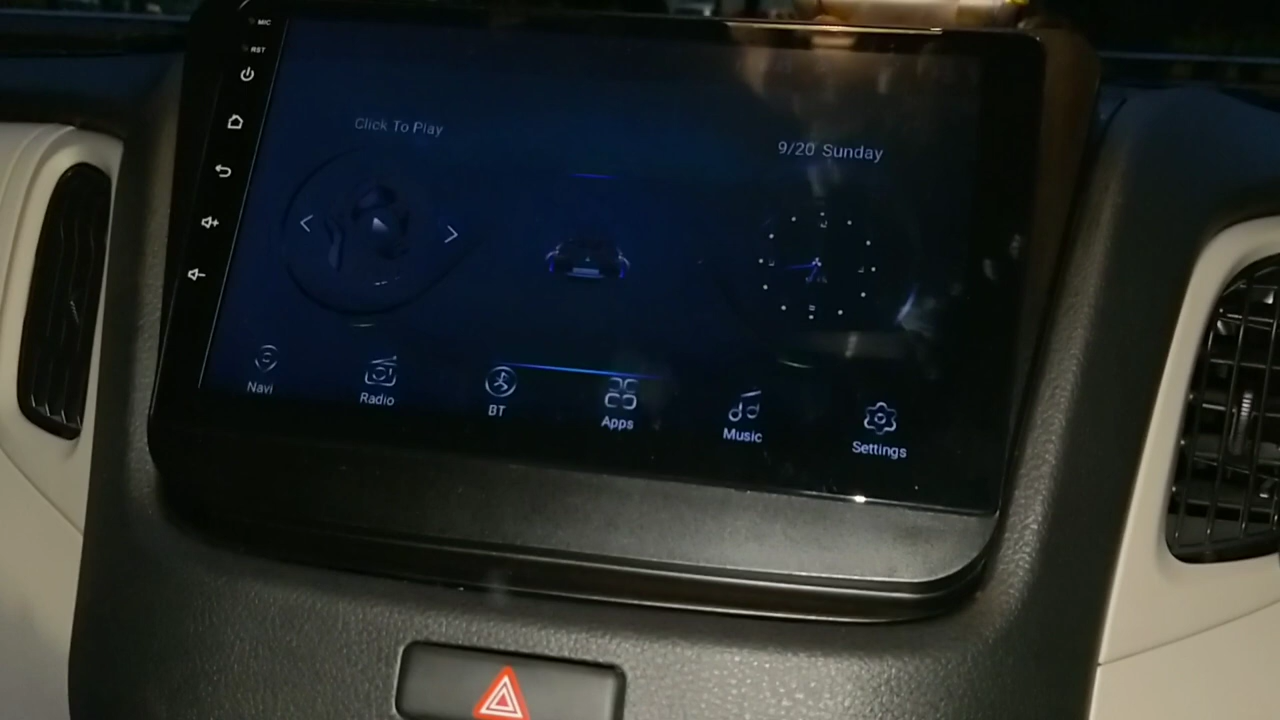 MIC
RST
Click To Play
9/20 Sunday
Navi
Radio
BT
Apps
Music
Settings